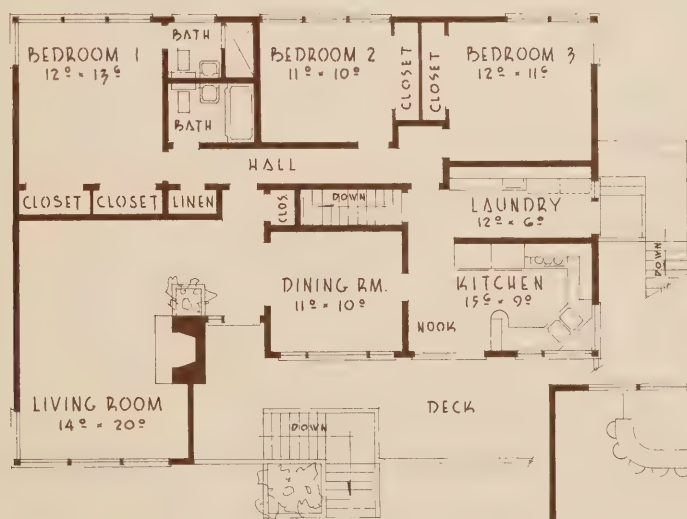 BEDROOM 1
12⁰ × 13⁶
BATH
BATH
BEDROOM 2
11⁰ × 10⁰
CLOSET
CLOSET
BEDROOM 3
12⁰ × 11⁶
HALL
CLOSET
CLOSET
LINEN
CLOS
DOWN
LAUNDRY
12⁰ × 6⁰
DINING RM.
11⁰ × 10⁰
KITCHEN
15⁶ × 9⁰
NOOK
DOWN
LIVING ROOM
14⁰ × 20⁰
DECK
DOWN